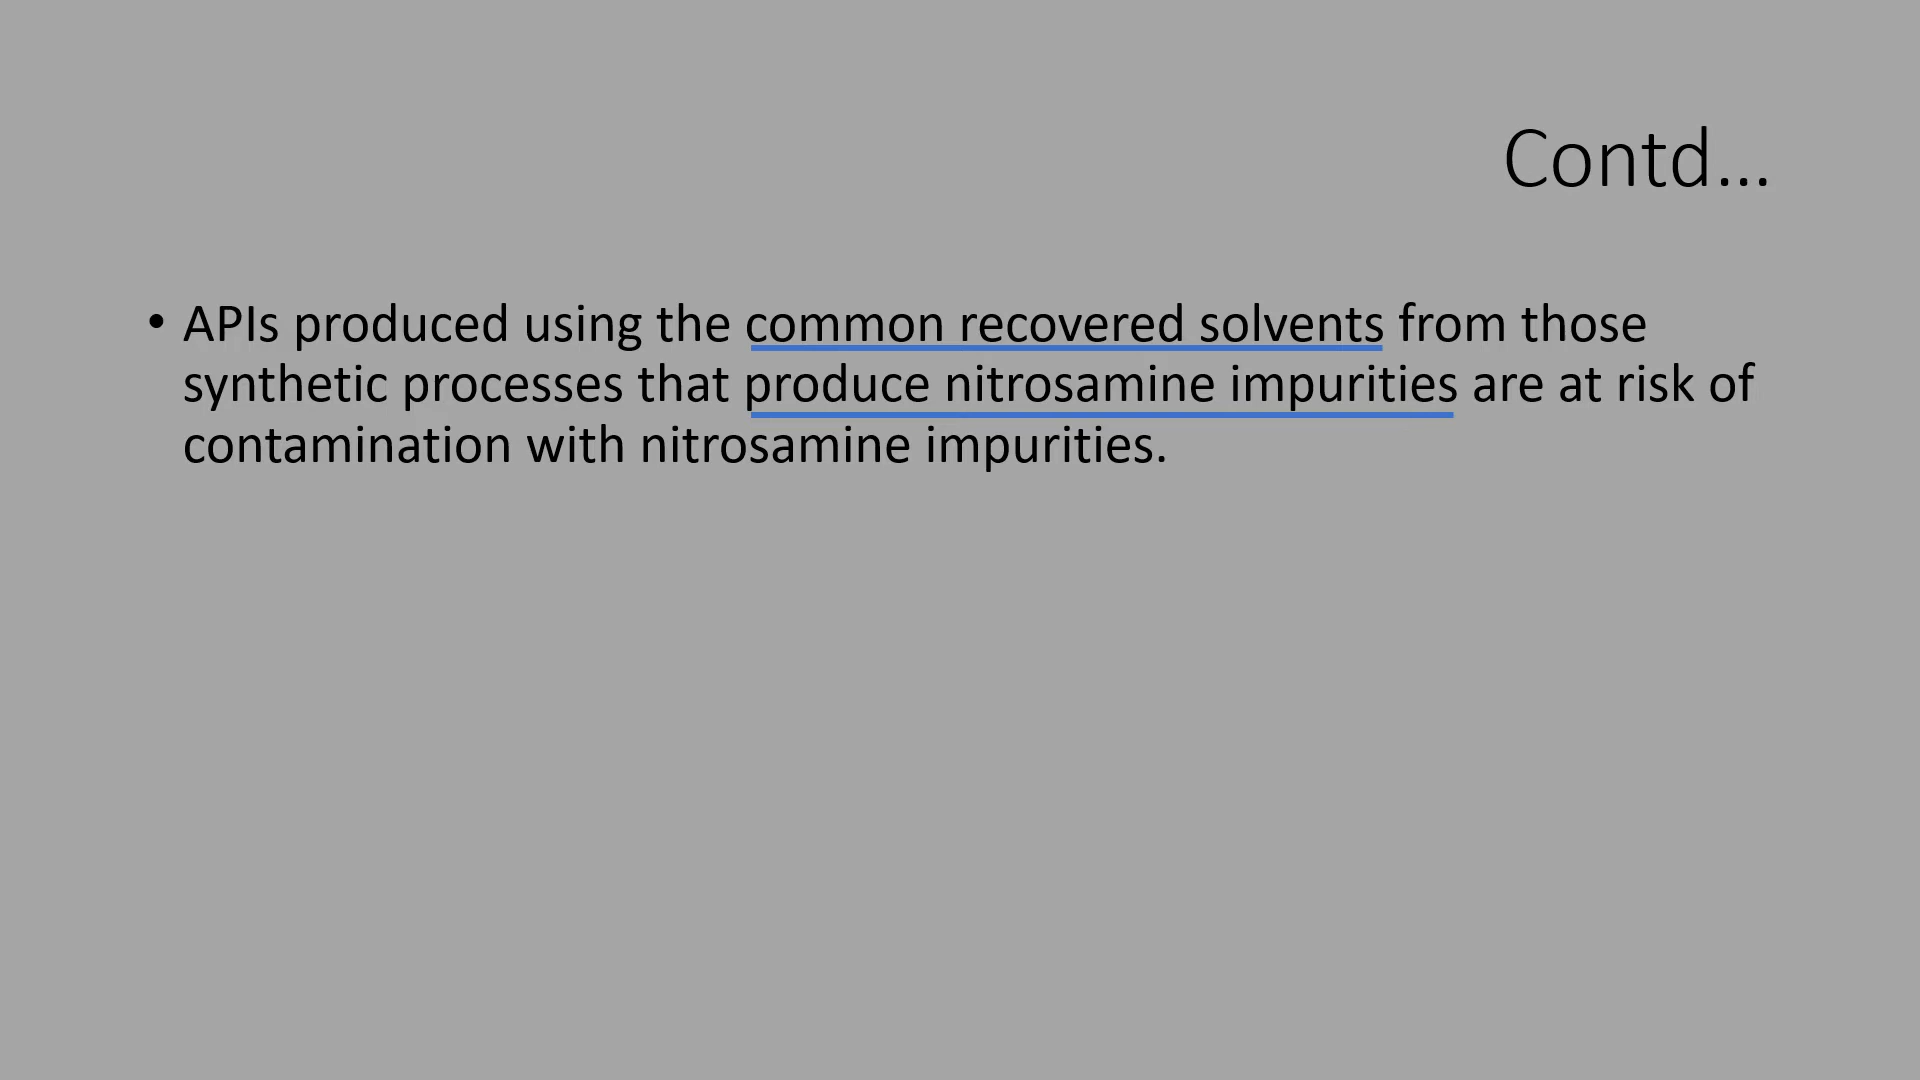 Contd...
• APIs produced using the common recovered solvents from those
synthetic processes that produce nitrosamine impurities are at risk of
contamination with nitrosamine impurities.